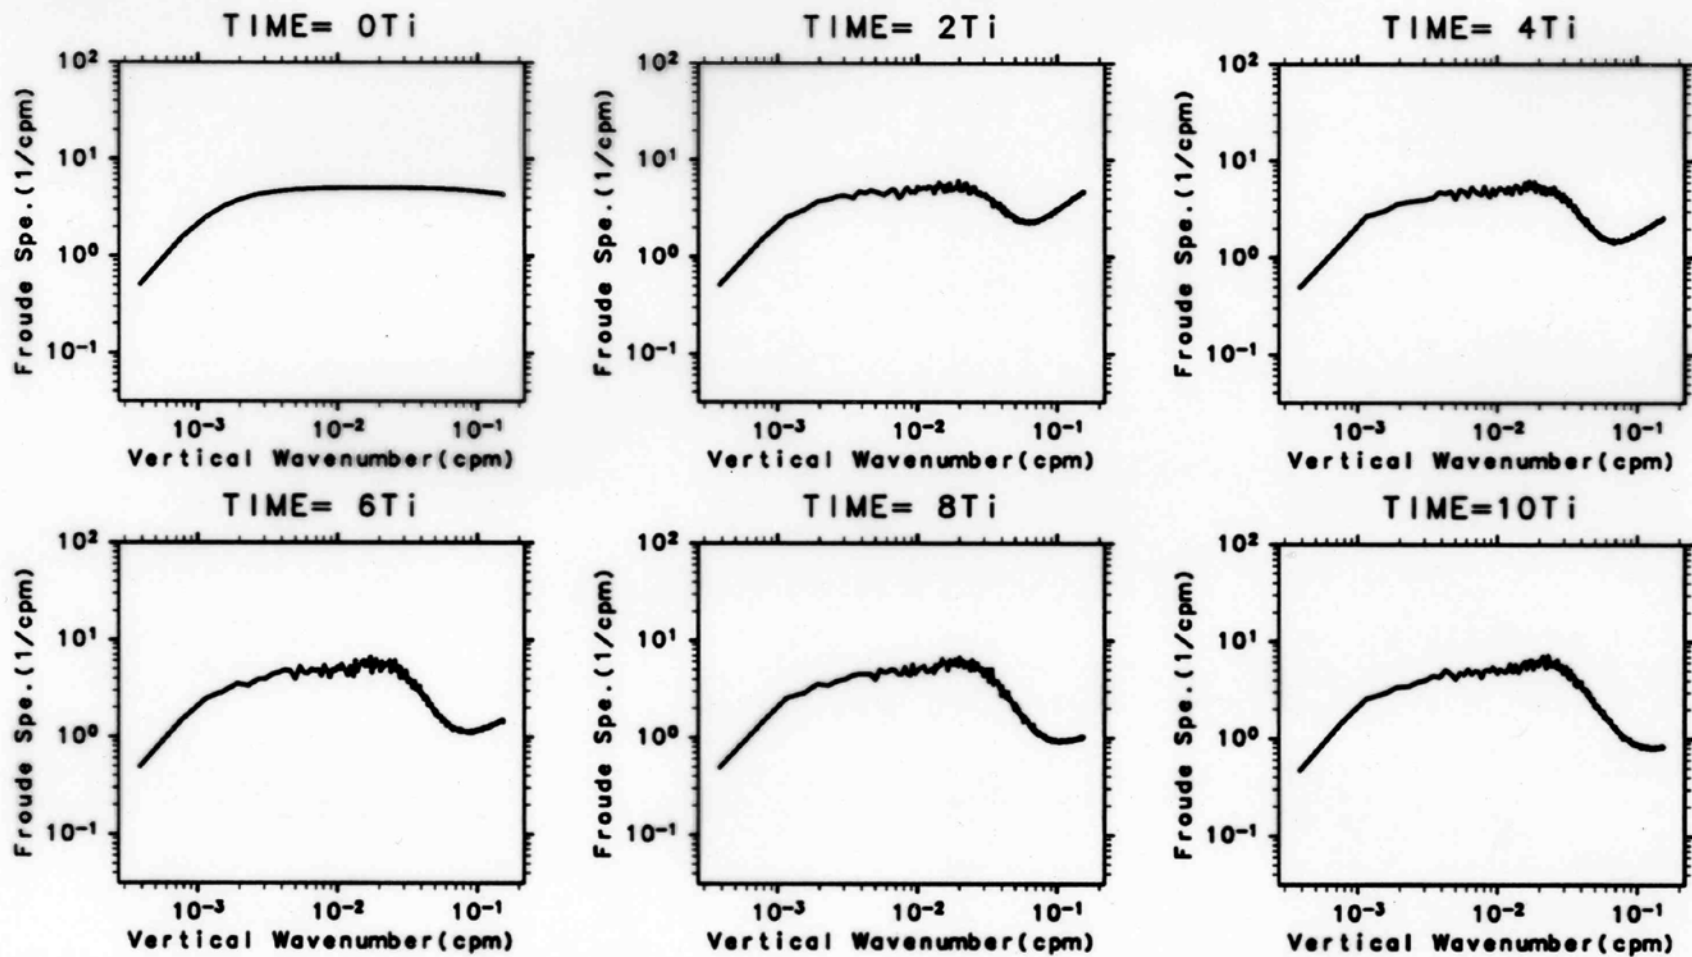 TIME= 0Ti
TIME= 2Ti
TIME= 4Ti
Froude Spe.(1/cpm)
10²
10¹
10⁰
10⁻¹
10⁻³ 10⁻² 10⁻¹
Vertical Wavenumber(cpm)
Froude Spe.(1/cpm)
10²
10¹
10⁰
10⁻¹
10⁻³ 10⁻² 10⁻¹
Vertical Wavenumber(cpm)
Froude Spe.(1/cpm)
10²
10¹
10⁰
10⁻¹
10⁻³ 10⁻² 10⁻¹
Vertical Wavenumber(cpm)
TIME= 6Ti
TIME= 8Ti
TIME=10Ti
Froude Spe.(1/cpm)
10²
10¹
10⁰
10⁻¹
10⁻³ 10⁻² 10⁻¹
Vertical Wavenumber(cpm)
Froude Spe.(1/cpm)
10²
10¹
10⁰
10⁻¹
10⁻³ 10⁻² 10⁻¹
Vertical Wavenumber(cpm)
Froude Spe.(1/cpm)
10²
10¹
10⁰
10⁻¹
10⁻³ 10⁻² 10⁻¹
Vertical Wavenumber(cpm)